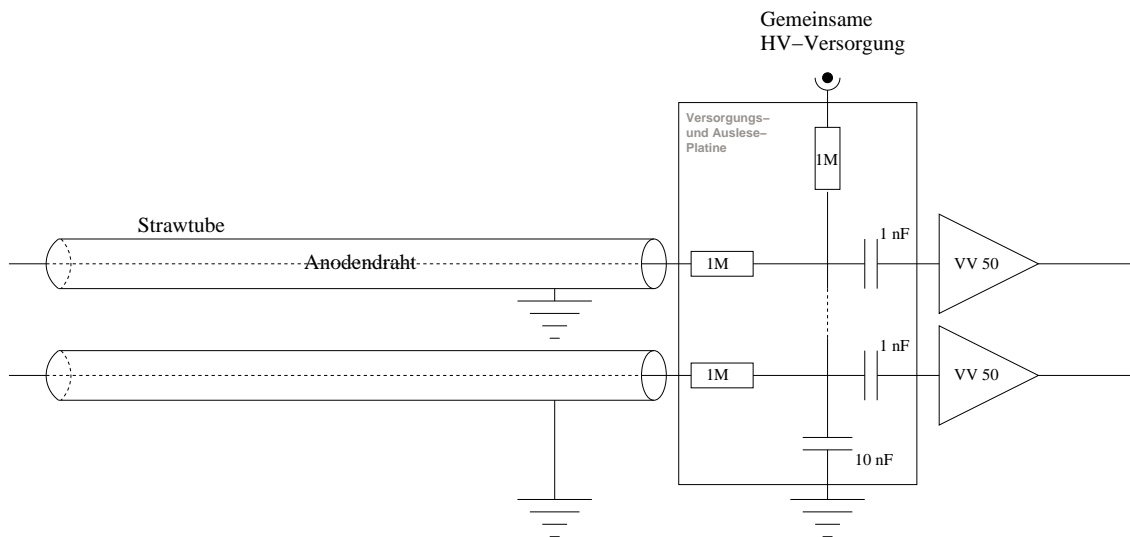 Gemeinsame
HV–Versorgung
Versorgungs–
und Auslese–
Platine
1M
Strawtube
1 nF
Anodendraht
1M
VV 50
1 nF
1M
VV 50
10 nF